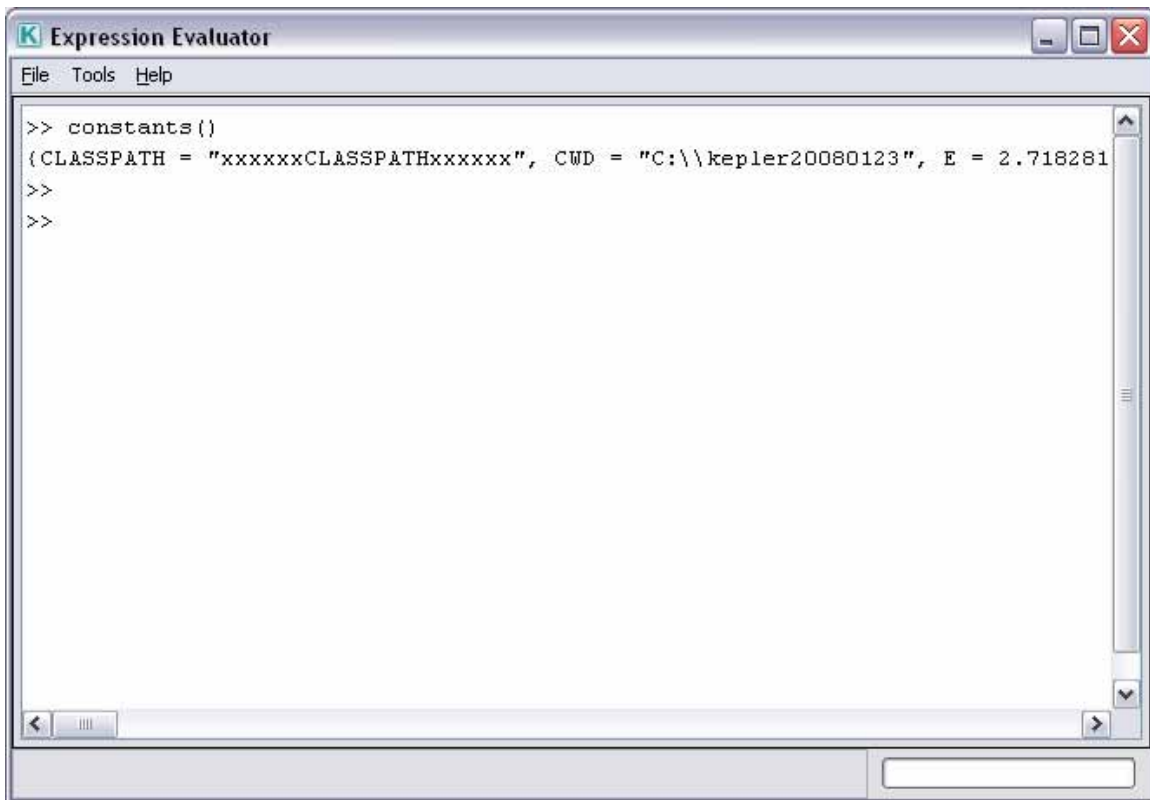 K Expression Evaluator
File Tools Help
>> constants()
{CLASSPATH = "xxxxxxCLASSPATHxxxxxx", CWD = "C:\\kepler20080123", E = 2.718281
>>
>>